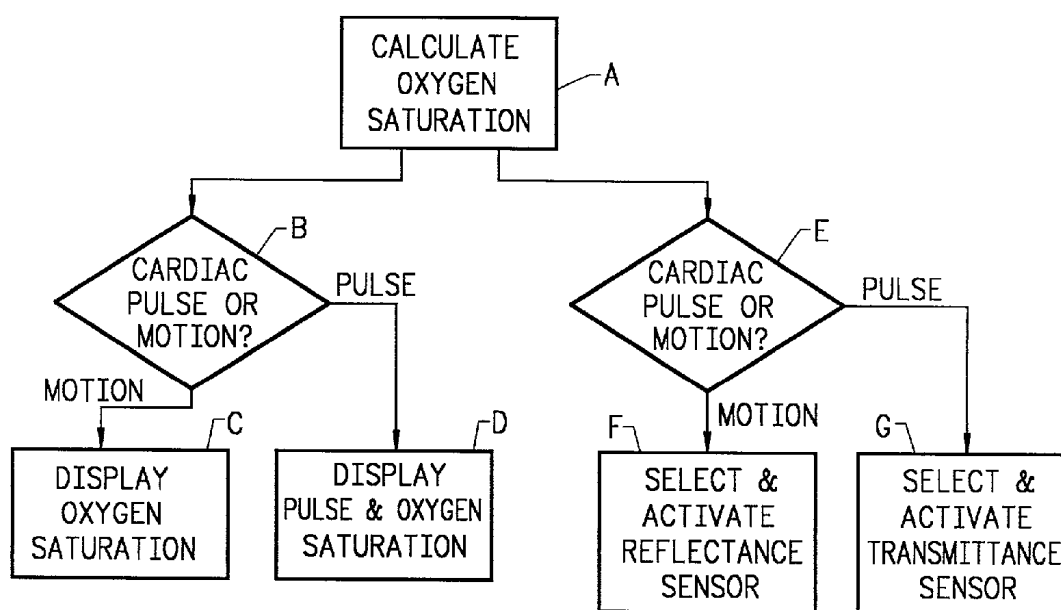 CALCULATE
OXYGEN
SATURATION
A
B
CARDIAC
PULSE OR
MOTION?
PULSE
MOTION
E
CARDIAC
PULSE OR
MOTION?
PULSE
MOTION
C
DISPLAY
OXYGEN
SATURATION
D
DISPLAY
PULSE & OXYGEN
SATURATION
F
SELECT &
ACTIVATE
REFLECTANCE
SENSOR
G
SELECT &
ACTIVATE
TRANSMITTANCE
SENSOR